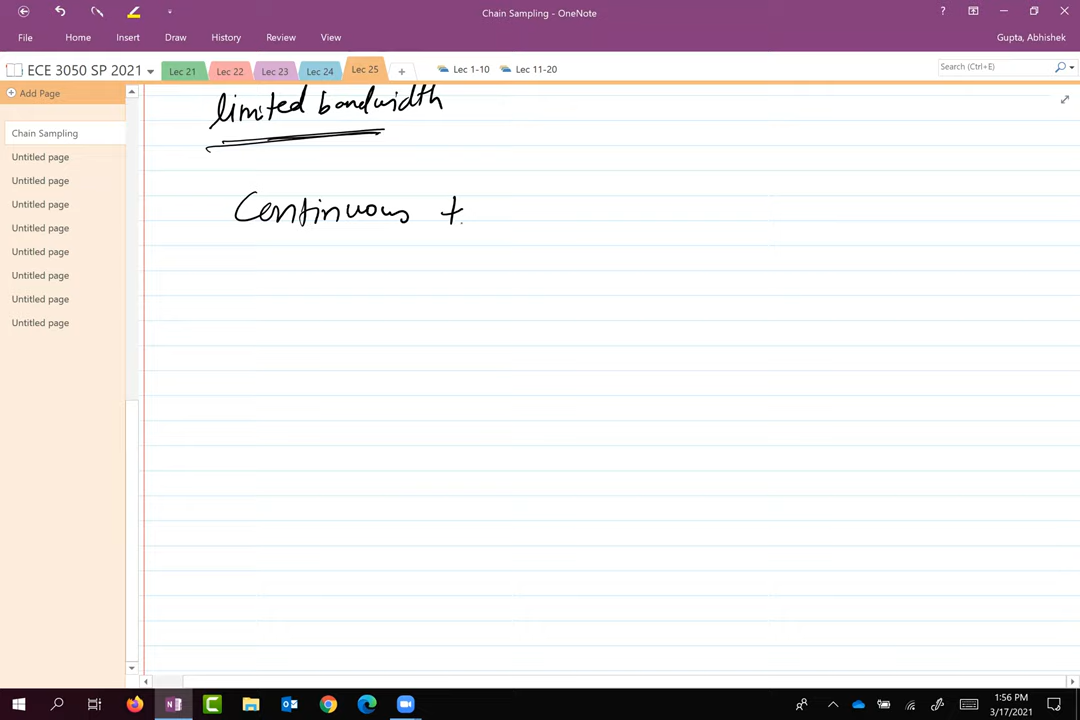 Chain Sampling - OneNote
?
File Home Insert Draw History Review View
Gupta, Abhishek
ECE 3050 SP 2021
Lec 21 Lec 22 Lec 23 Lec 24 Lec 25 + Lec 1-10 Lec 11-20
Search (Ctrl+E)
Add Page
Chain Sampling
Untitled page
Untitled page
Untitled page
Untitled page
Untitled page
Untitled page
Untitled page
Untitled page
limited bandwidth
Continuous t
1:56 PM
3/17/2021